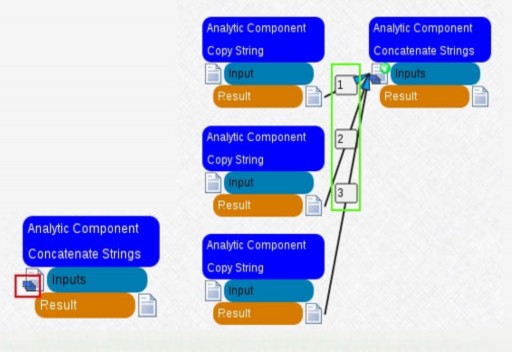 Analytic Component
Copy String
Input
Result
Analytic Component
Concatenate Strings
Inputs
Result
1
2
3
Analytic Component
Copy String
Input
Result
Analytic Component
Concatenate Strings
Inputs
Result
Analytic Component
Copy String
Input
Result